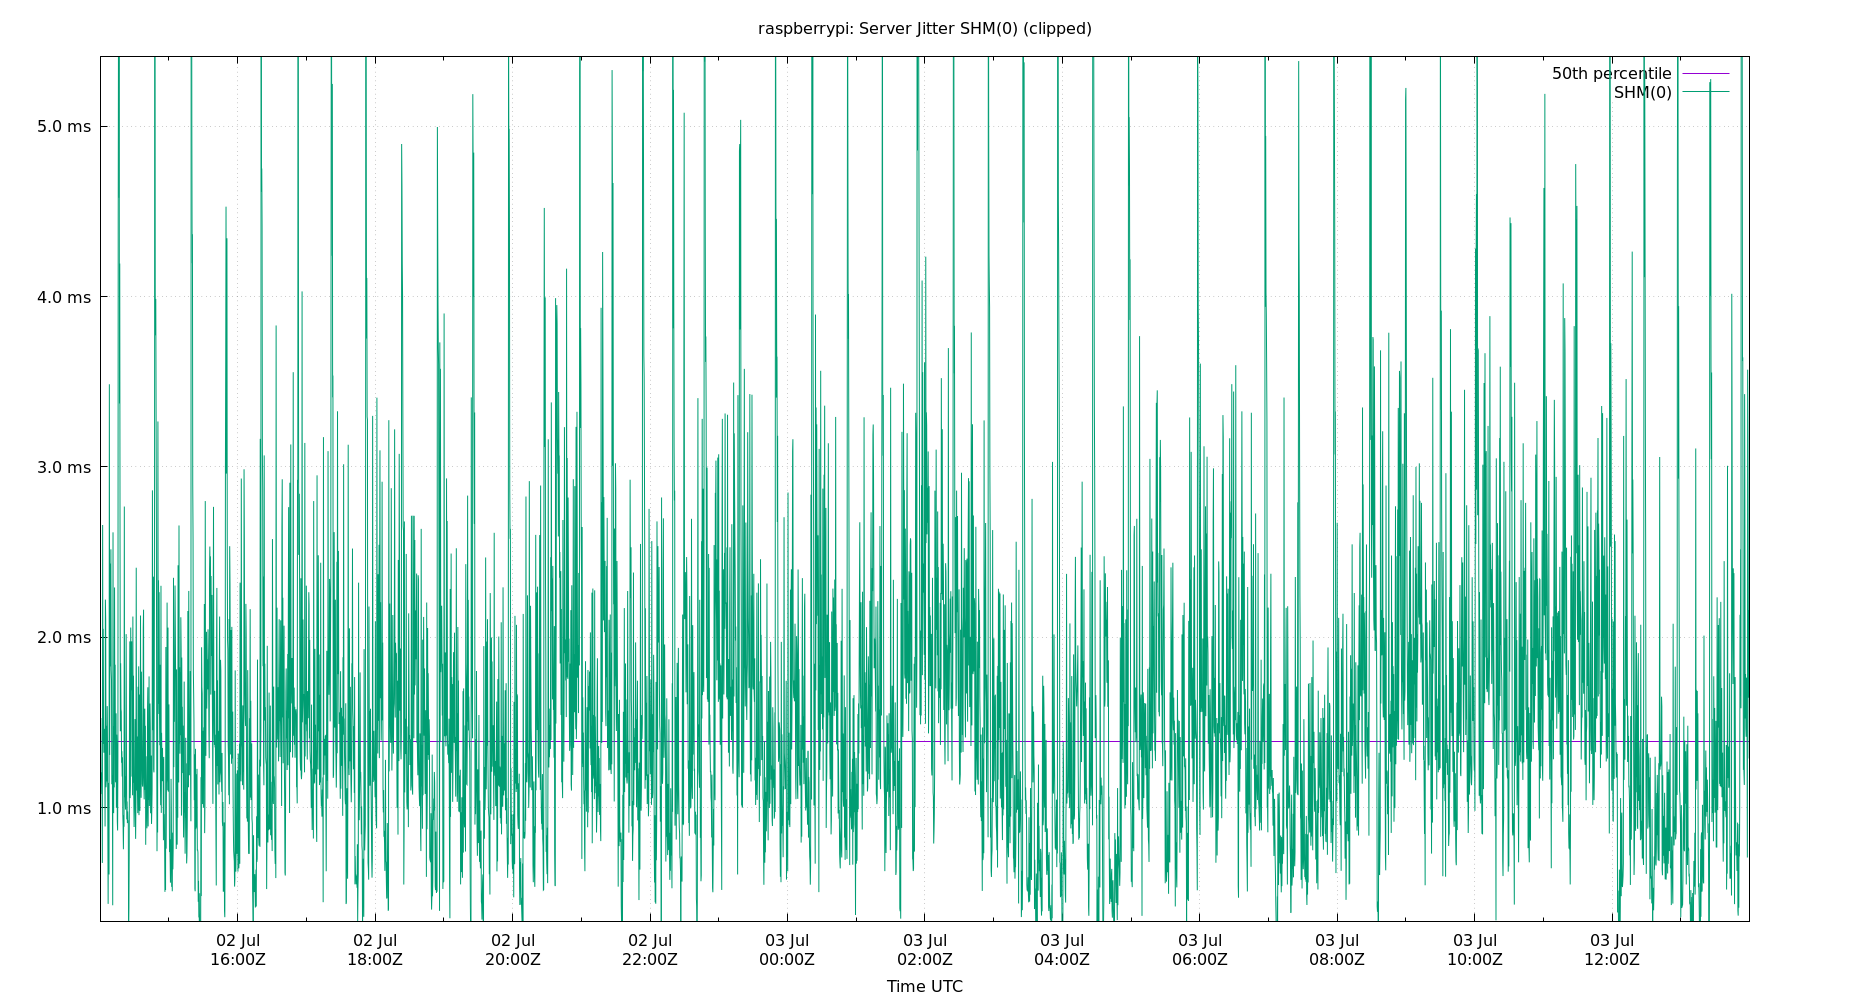 raspberrypi: Server Jitter SHM(0) (clipped)
50th percentile
SHM(0)
5.0 ms
4.0 ms
3.0 ms
2.0 ms
1.0 ms
02 Jul 02 Jul 02 Jul 02 Jul 03 Jul 03 Jul 03 Jul 03 Jul 03 Jul 03 Jul 03 Jul
16:00Z 18:00Z 20:00Z 22:00Z 00:00Z 02:00Z 04:00Z 06:00Z 08:00Z 10:00Z 12:00Z
Time UTC